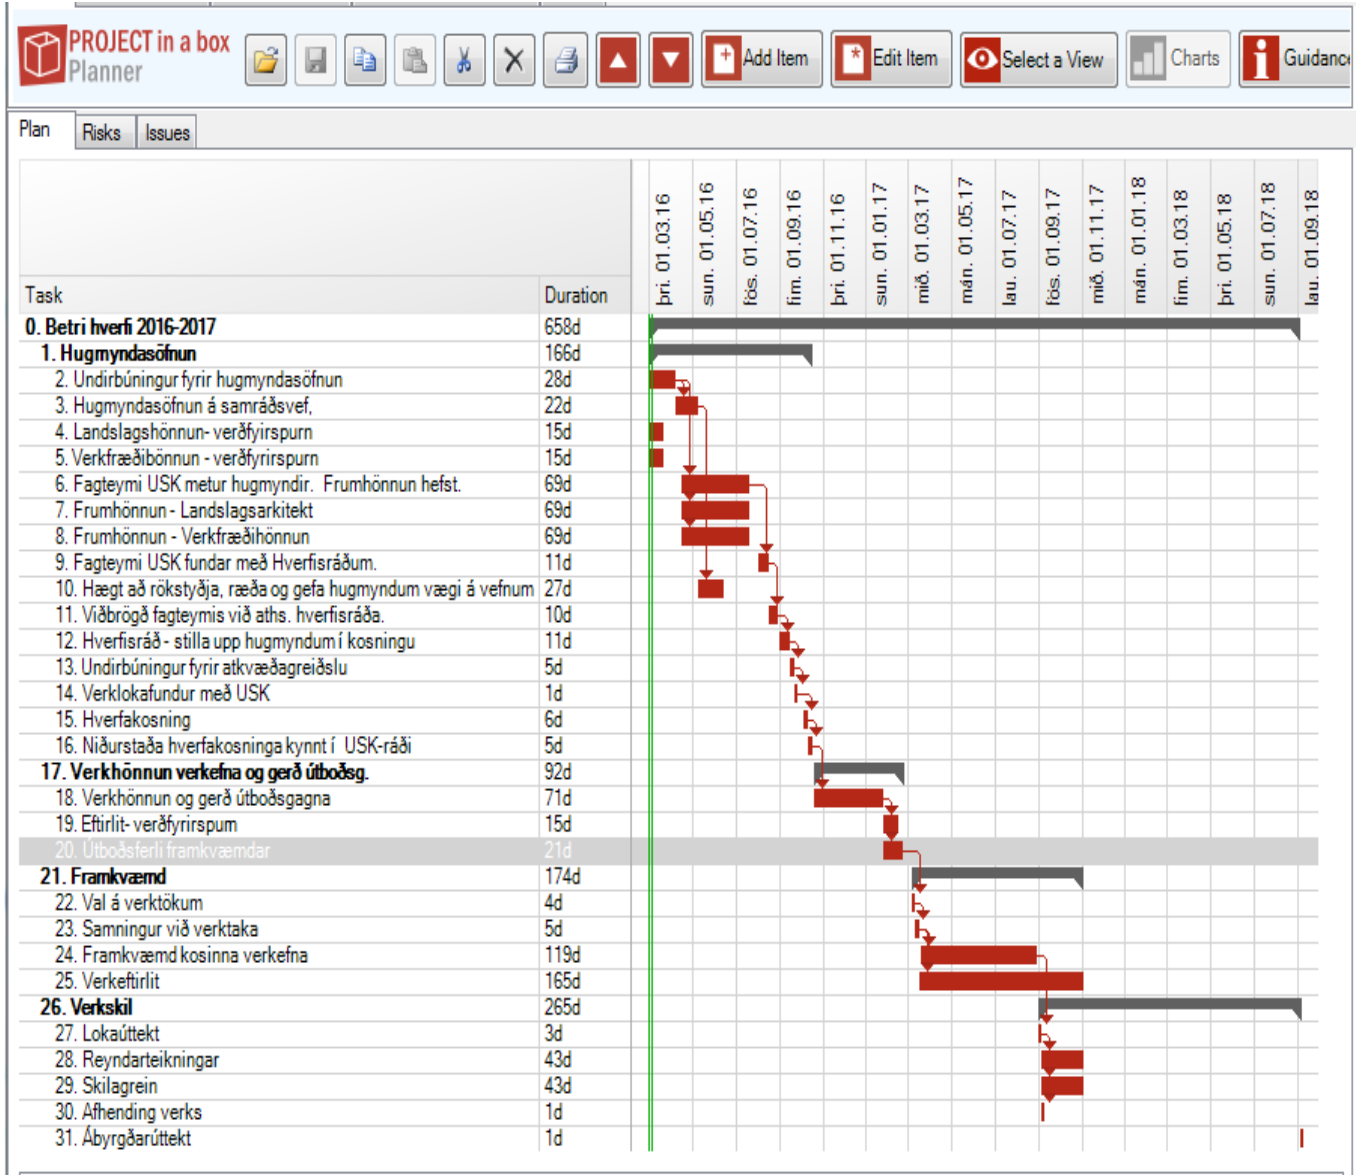 PROJECT in a box
Planner
Add Item
Edit Item
Select a View
Charts
Guidance
Plan
Risks
Issues
Task
Duration
þri. 01.03.16
sun. 01.05.16
fös. 01.07.16
fim. 01.09.16
þri. 01.11.16
sun. 01.01.17
mið. 01.03.17
mán. 01.05.17
lau. 01.07.17
fös. 01.09.17
mið. 01.11.17
mán. 01.01.18
fim. 01.03.18
þri. 01.05.18
sun. 01.07.18
lau. 01.09.18
0. Betri hverfi 2016-2017 658d
1. Hugmyndasöfnun 166d
2. Undirbúningur fyrir hugmyndasöfnun 28d
3. Hugmyndasöfnun á samráðsvef, 22d
4. Landslagshönnun- verðfyirspurn 15d
5. Verkfræðibönnun - verðfyrirspurn 15d
6. Fagteymi USK metur hugmyndir. Frumhönnun hefst. 69d
7. Frumhönnun - Landslagsarkitekt 69d
8. Frumhönnun - Verkfræðihönnun 69d
9. Fagteymi USK fundar með Hverfisráðum. 11d
10. Hægt að rökstyðja, ræða og gefa hugmyndum vægi á vefnum 27d
11. Viðbrögð fagteymis við aths. hverfisráða. 10d
12. Hverfisráð - stilla upp hugmyndum í kosningu 11d
13. Undirbúningur fyrir atkvæðagreiðslu 5d
14. Verklokafundur með USK 1d
15. Hverfakosning 6d
16. Niðurstaða hverfakosninga kynnt í USK-ráði 5d
17. Verkhönnun verkefna og gerð útboðsg. 92d
18. Verkhönnun og gerð útboðsgagna 71d
19. Eftirlit- verðfyrirspurn 15d
20. Útboðsferli framkvæmdar 21d
21. Framkvæmd 174d
22. Val á verktökum 4d
23. Samningur við verktaka 5d
24. Framkvæmd kosinna verkefna 119d
25. Verkeftirlit 165d
26. Verkskil 265d
27. Lokaúttekt 3d
28. Reyndarteikningar 43d
29. Skilagrein 43d
30. Afhending verks 1d
31. Ábyrgðarúttekt 1d